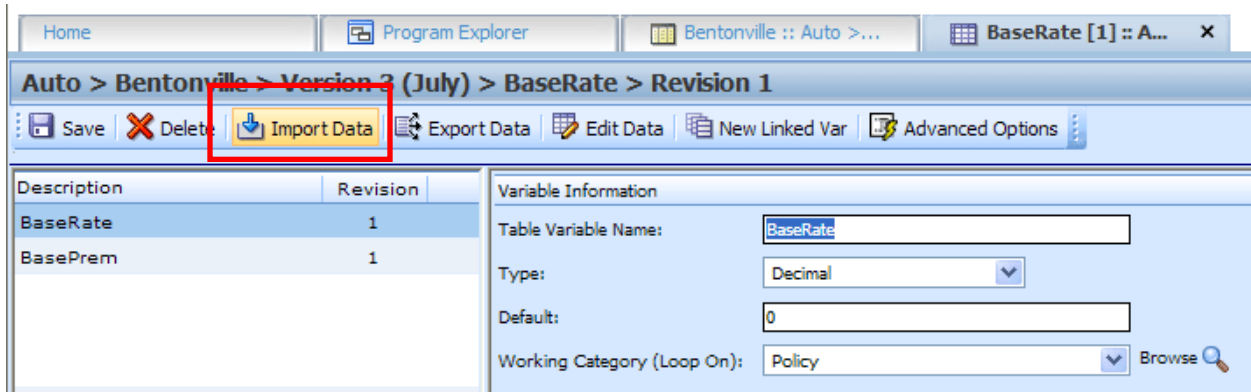 Home Program Explorer Bentonville :: Auto >... BaseRate [1] :: A... x
Auto > Bentonville > Version 3 (July) > BaseRate > Revision 1
Save Delete Import Data Export Data Edit Data New Linked Var Advanced Options
Description Revision
BaseRate 1
BasePrem 1
Variable Information
Table Variable Name: BaseRate
Type: Decimal
Default: 0
Working Category (Loop On): Policy Browse